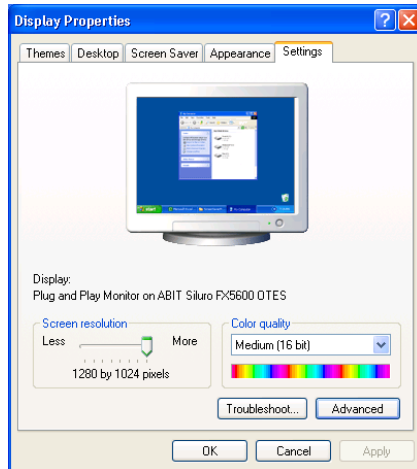 Display Properties
Themes Desktop Screen Saver Appearance Settings
Display:
Plug and Play Monitor on ABIT Siluro FX5600 OTES
Screen resolution
Less More
1280 by 1024 pixels
Color quality
Medium (16 bit)
Troubleshoot... Advanced
OK Cancel Apply